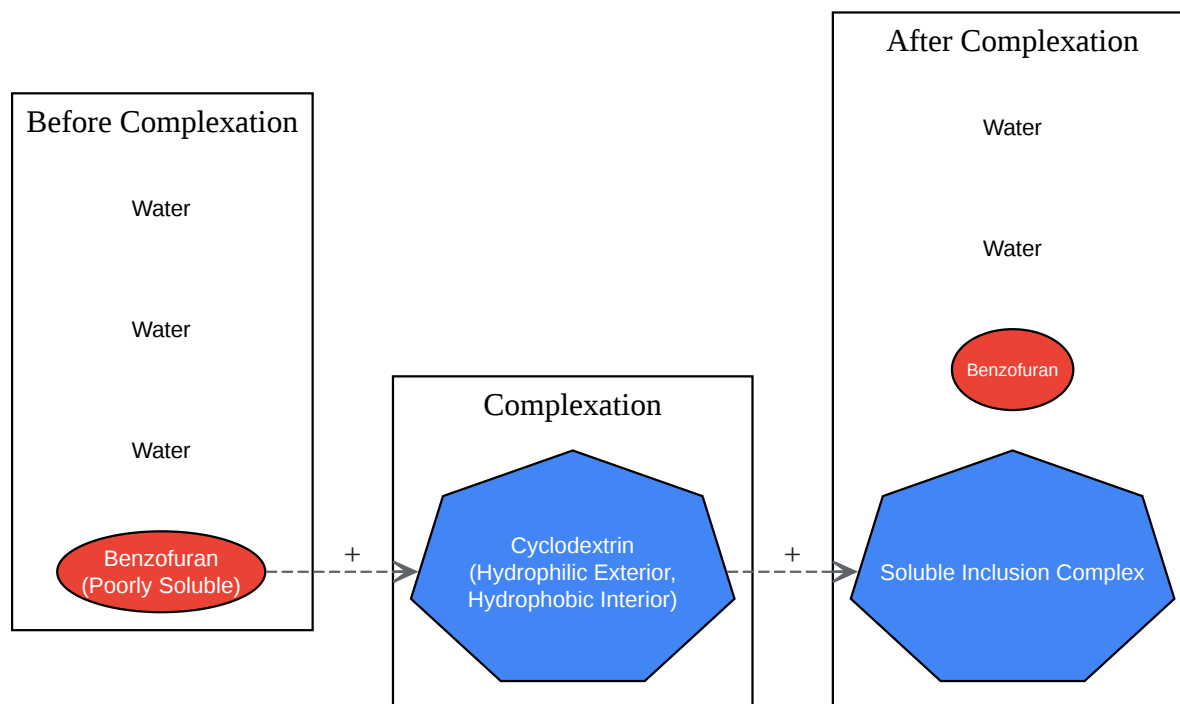 Before Complexation
Water
Water
Water
Benzofuran
(Poorly Soluble)
+
Complexation
Cyclodextrin
(Hydrophilic Exterior,
Hydrophobic Interior)
+
After Complexation
Water
Water
Benzofuran
Soluble Inclusion Complex